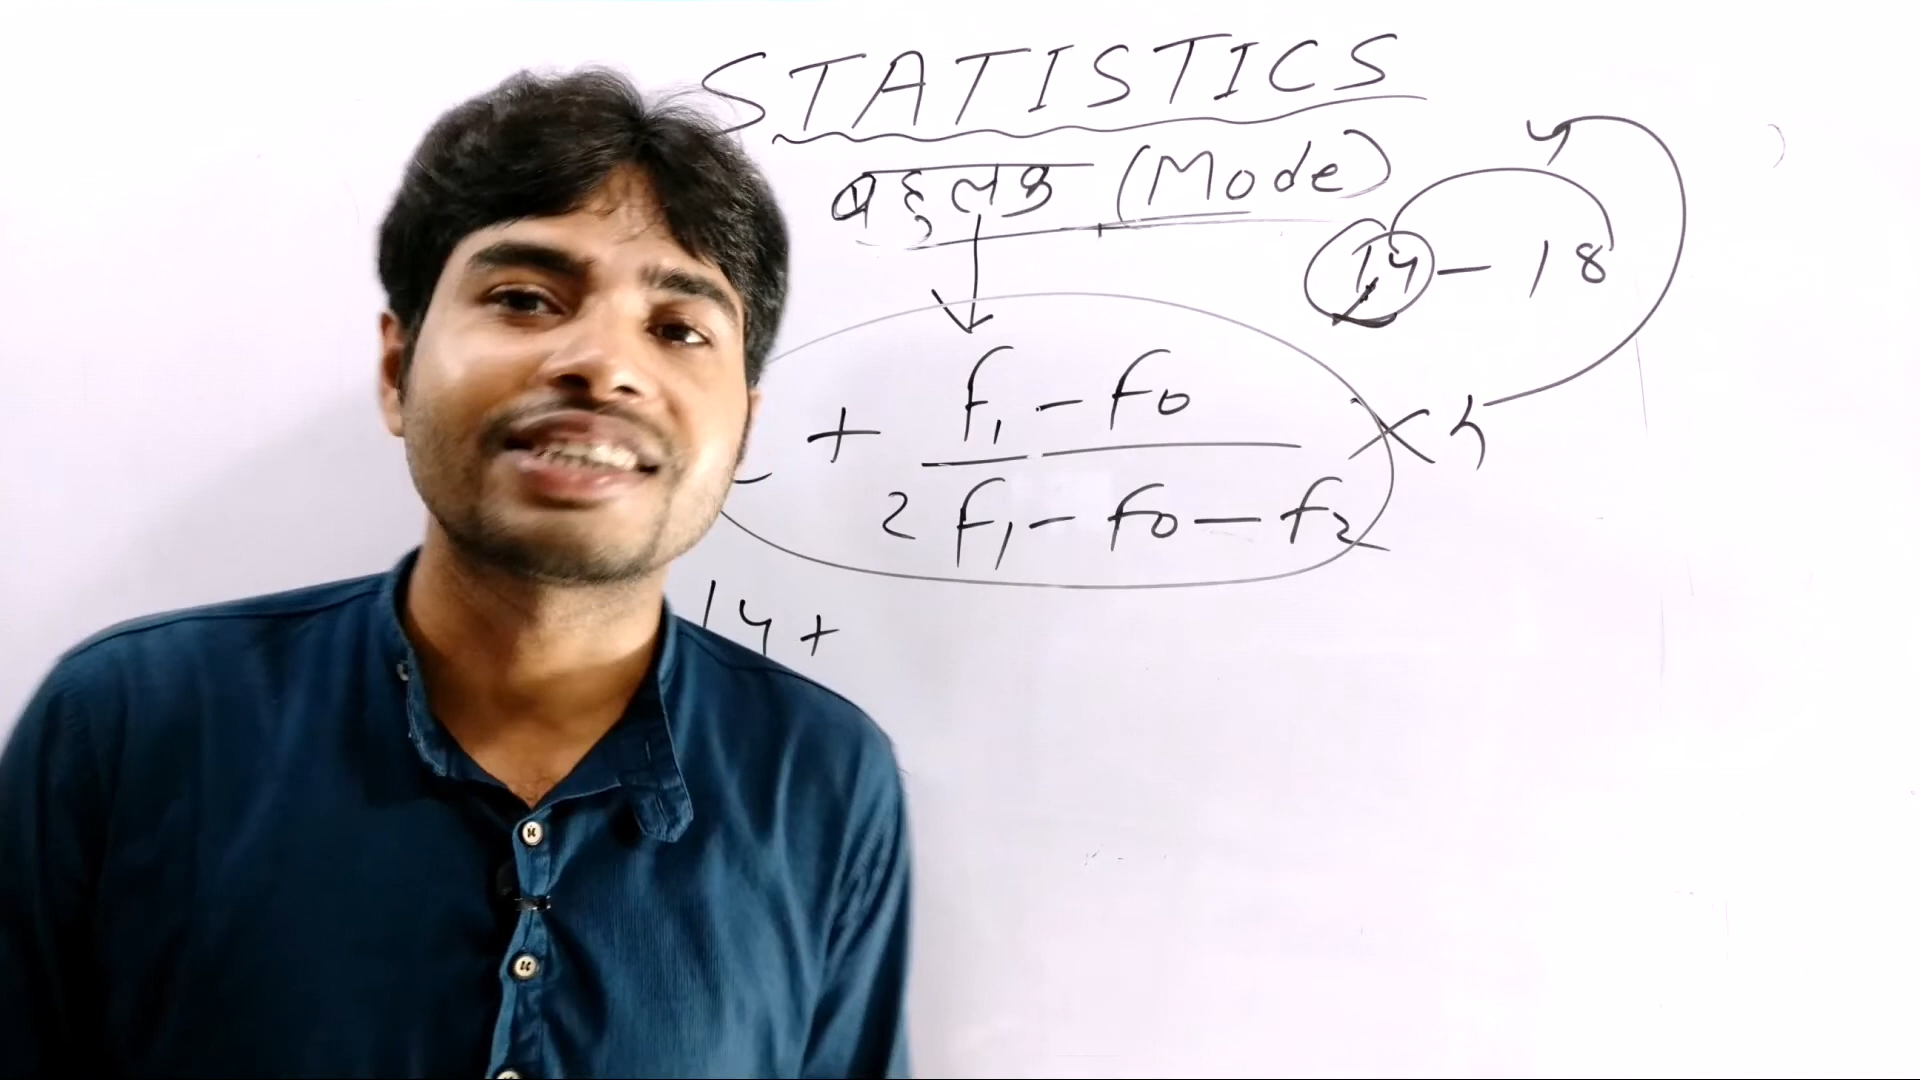 STATISTICS
बहुलक (Mode)
14 – 18
+ f₁ – f₀ × h
2f₁ – f₀ – f₂
14 +